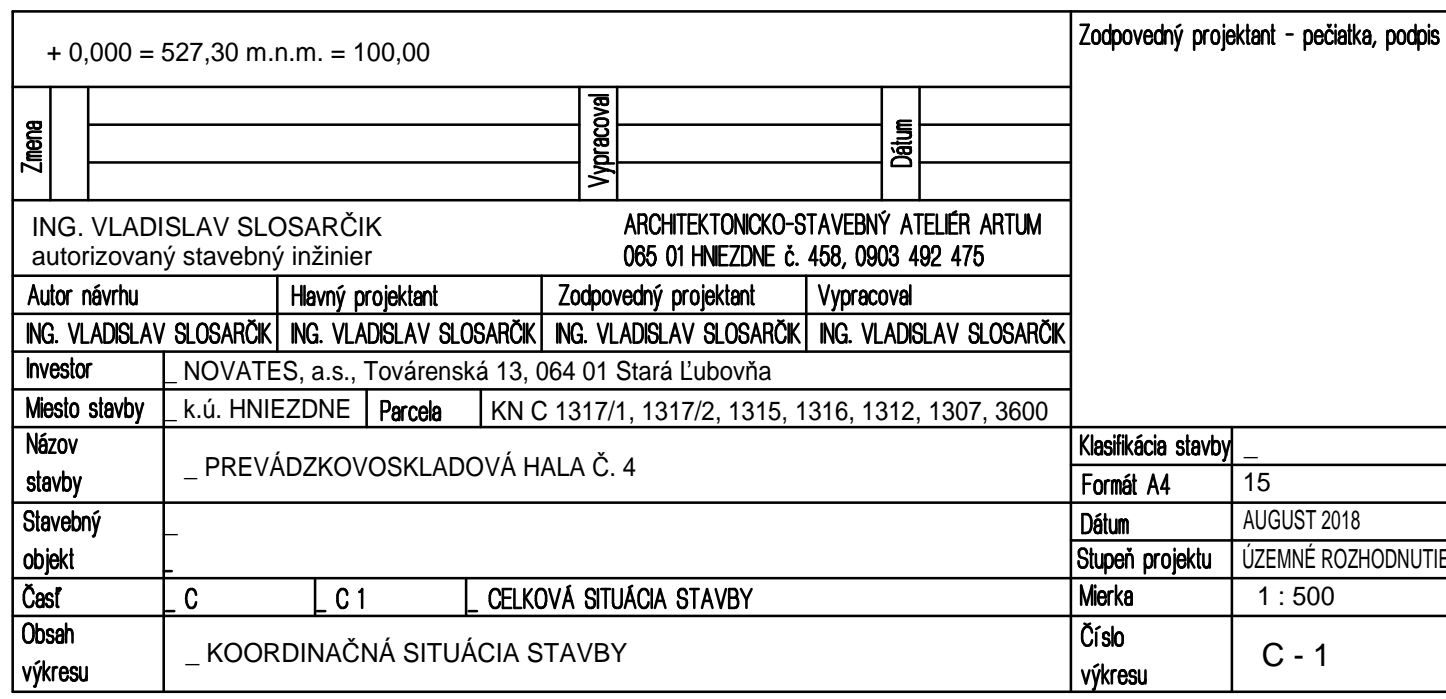 + 0,000 = 527,30 m.n.m. = 100,00
Zodpovedný projektant - pečiatka, podpis
Zmena
Vypracoval
Dátum
ING. VLADISLAV SLOSARČIK
autorizovaný stavebný inžinier
ARCHITEKTONICKO-STAVEBNÝ ATELIÉR ARTUM
065 01 HNIEZDNE č. 458, 0903 492 475
Autor návrhu Hlavný projektant Zodpovedný projektant Vypracoval
ING. VLADISLAV SLOSARČIK ING. VLADISLAV SLOSARČIK ING. VLADISLAV SLOSARČIK ING. VLADISLAV SLOSARČIK
Investor _ NOVATES, a.s., Továrenská 13, 064 01 Stará Ľubovňa
Miesto stavby _ k.ú. HNIEZDNE Parcela KN C 1317/1, 1317/2, 1315, 1316, 1312, 1307, 3600
Názov
stavby
_ PREVÁDZKOVOSKLADOVÁ HALA Č. 4
Klasifikácia stavby _
Formát A4 15
Stavebný
objekt
_
_
Dátum AUGUST 2018
Stupeň projektu ÚZEMNÉ ROZHODNUTIE
Časť _ C _ C 1 _ CELKOVÁ SITUÁCIA STAVBY
Mierka 1 : 500
Obsah
výkresu
_ KOORDINAČNÁ SITUÁCIA STAVBY
Číslo
výkresu
C - 1